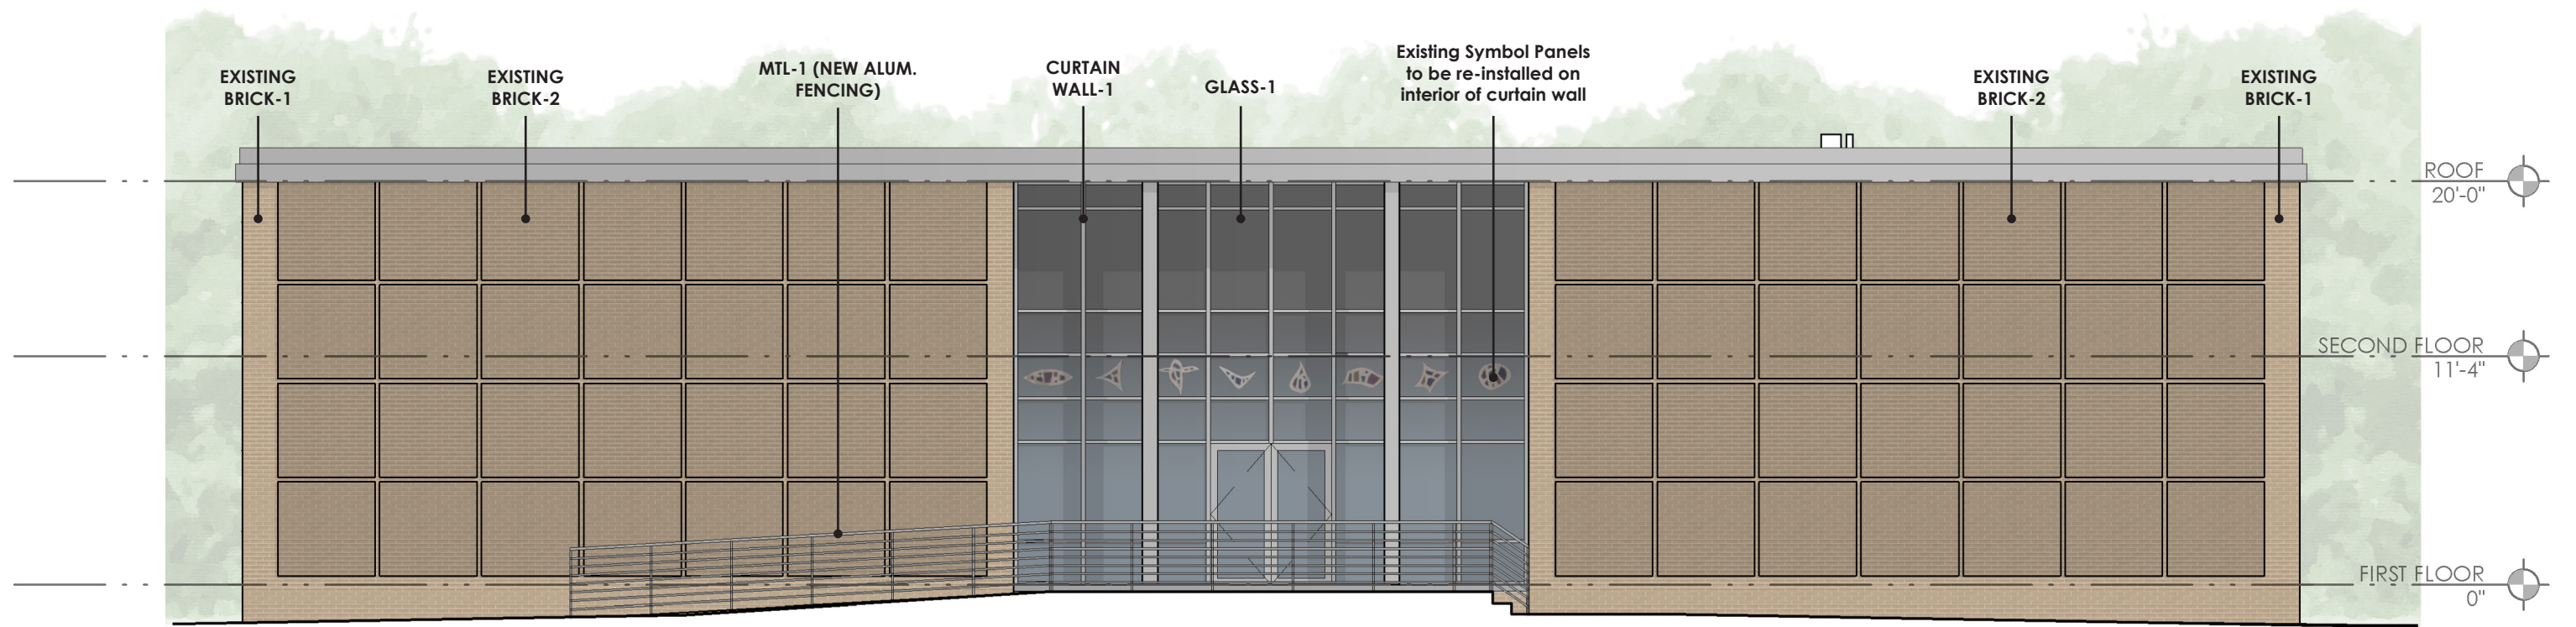 EXISTING
BRICK-1
EXISTING
BRICK-2
MTL-1 (NEW ALUM.
FENCING)
CURTAIN
WALL-1
GLASS-1
Existing Symbol Panels
to be re-installed on
interior of curtain wall
EXISTING
BRICK-2
EXISTING
BRICK-1
ROOF
20'-0"
SECOND FLOOR
11'-4"
FIRST FLOOR
0"